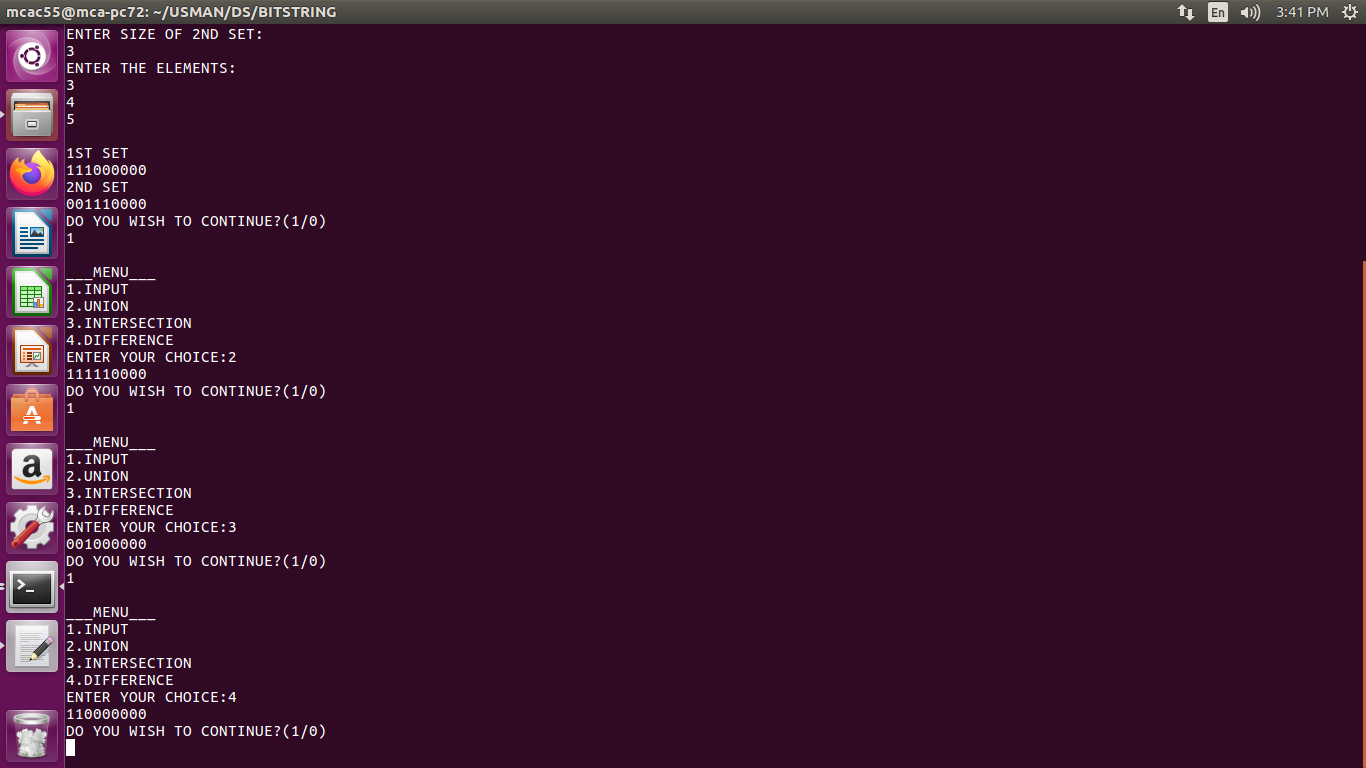 mcac55@mca-pc72: ~/USMAN/DS/BITSTRING
En
3:41 PM
ENTER SIZE OF 2ND SET:
3
ENTER THE ELEMENTS:
3
4
5
1ST SET
111000000
2ND SET
001110000
DO YOU WISH TO CONTINUE?(1/0)
1
___MENU___
1.INPUT
2.UNION
3.INTERSECTION
4.DIFFERENCE
ENTER YOUR CHOICE:2
111110000
DO YOU WISH TO CONTINUE?(1/0)
1
___MENU___
1.INPUT
2.UNION
3.INTERSECTION
4.DIFFERENCE
ENTER YOUR CHOICE:3
001000000
DO YOU WISH TO CONTINUE?(1/0)
1
___MENU___
1.INPUT
2.UNION
3.INTERSECTION
4.DIFFERENCE
ENTER YOUR CHOICE:4
110000000
DO YOU WISH TO CONTINUE?(1/0)